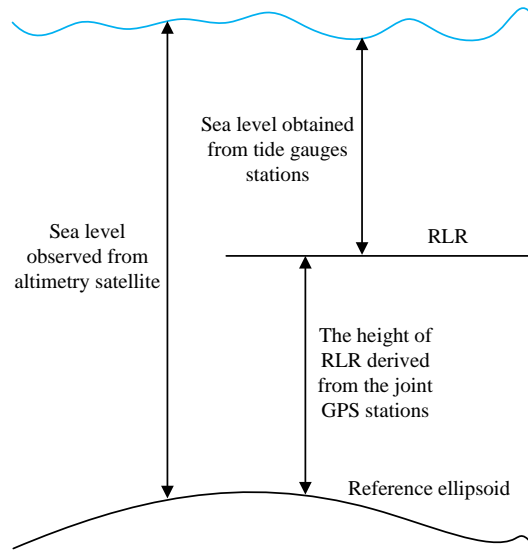 Sea level obtained
from tide gauges
stations
Sea level
observed from
altimetry satellite
RLR
The height of
RLR derived
from the joint
GPS stations
Reference ellipsoid